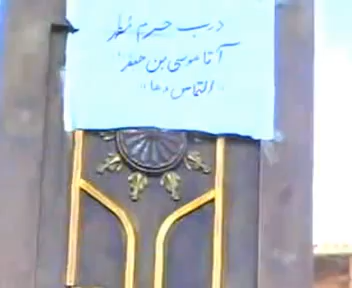 درب حرم مطهر
آقا موسی بن جعفر
"التماس دعا"